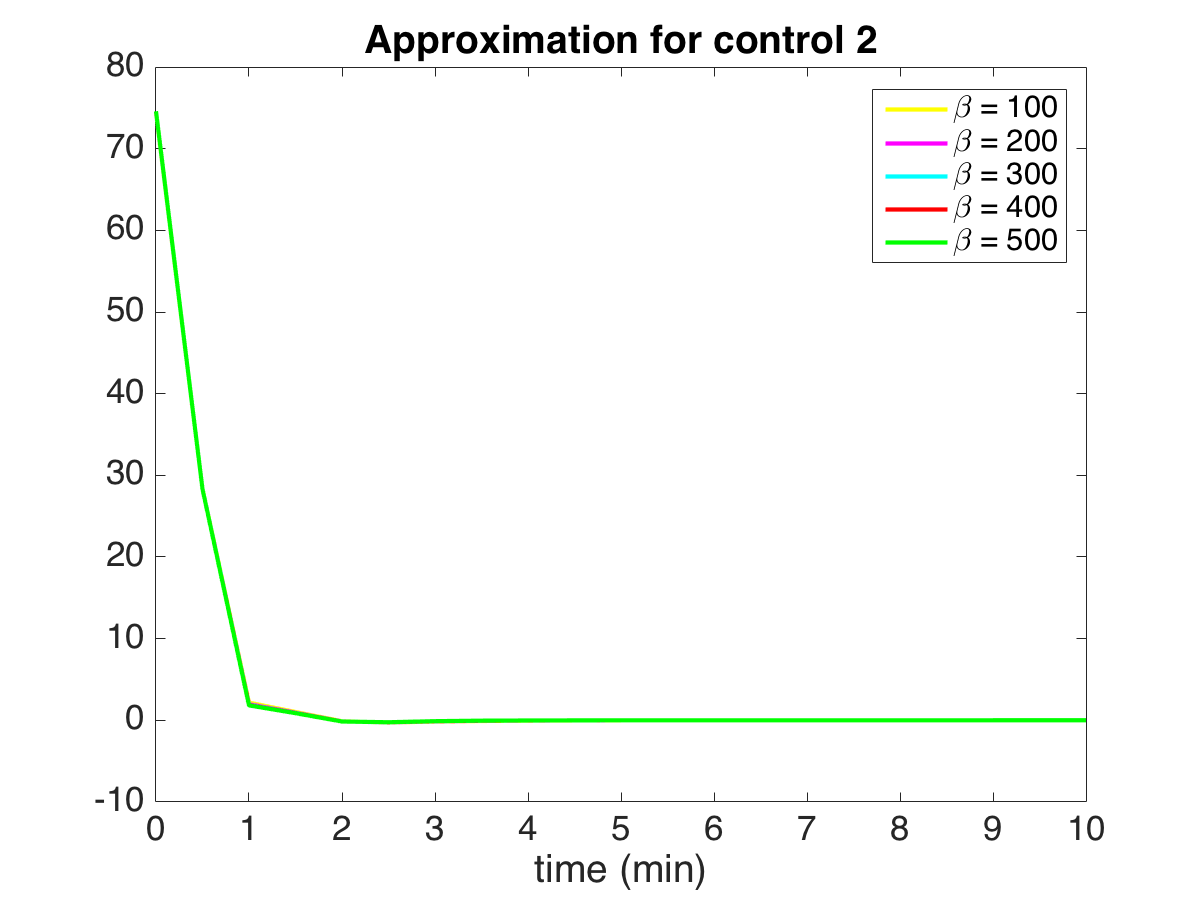 Approximation for control 2
80
70
60
50
40
30
20
10
0
-10
β = 100
β = 200
β = 300
β = 400
β = 500
0 1 2 3 4 5 6 7 8 9 10
time (min)